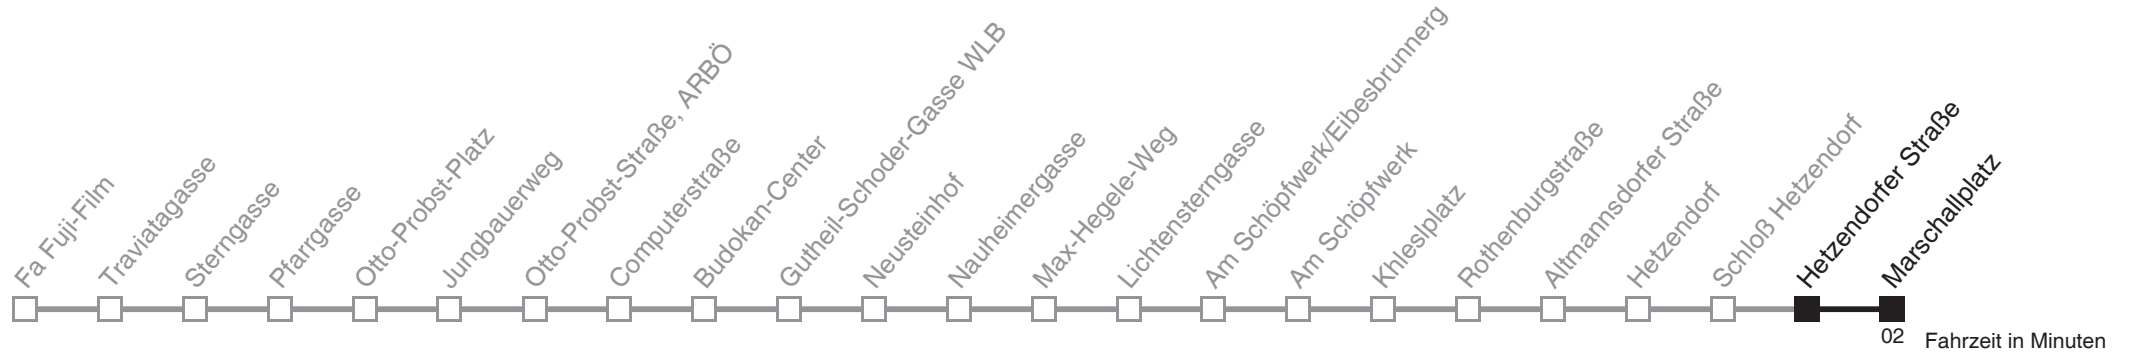 Fa Fuji-Film
Traviatagasse
Sterngasse
Pfarrgasse
Otto-Probst-Platz
Jungbauerweg
Otto-Probst-Straße, ARBÖ
Computerstraße
Budokan-Center
Gutheil-Schoder-Gasse WLB
Neusteinhof
Nauheimergasse
Max-Hegele-Weg
Lichtensterngasse
Am Schöpfwerk/Eibesbrunnerg
Am Schöpfwerk
Khleslplatz
Rothenburgstraße
Altmannsdorfer Straße
Hetzendorf
Schloß Hetzendorf
Hetzendorfer Straße
Marschallplatz
02
Fahrzeit in Minuten